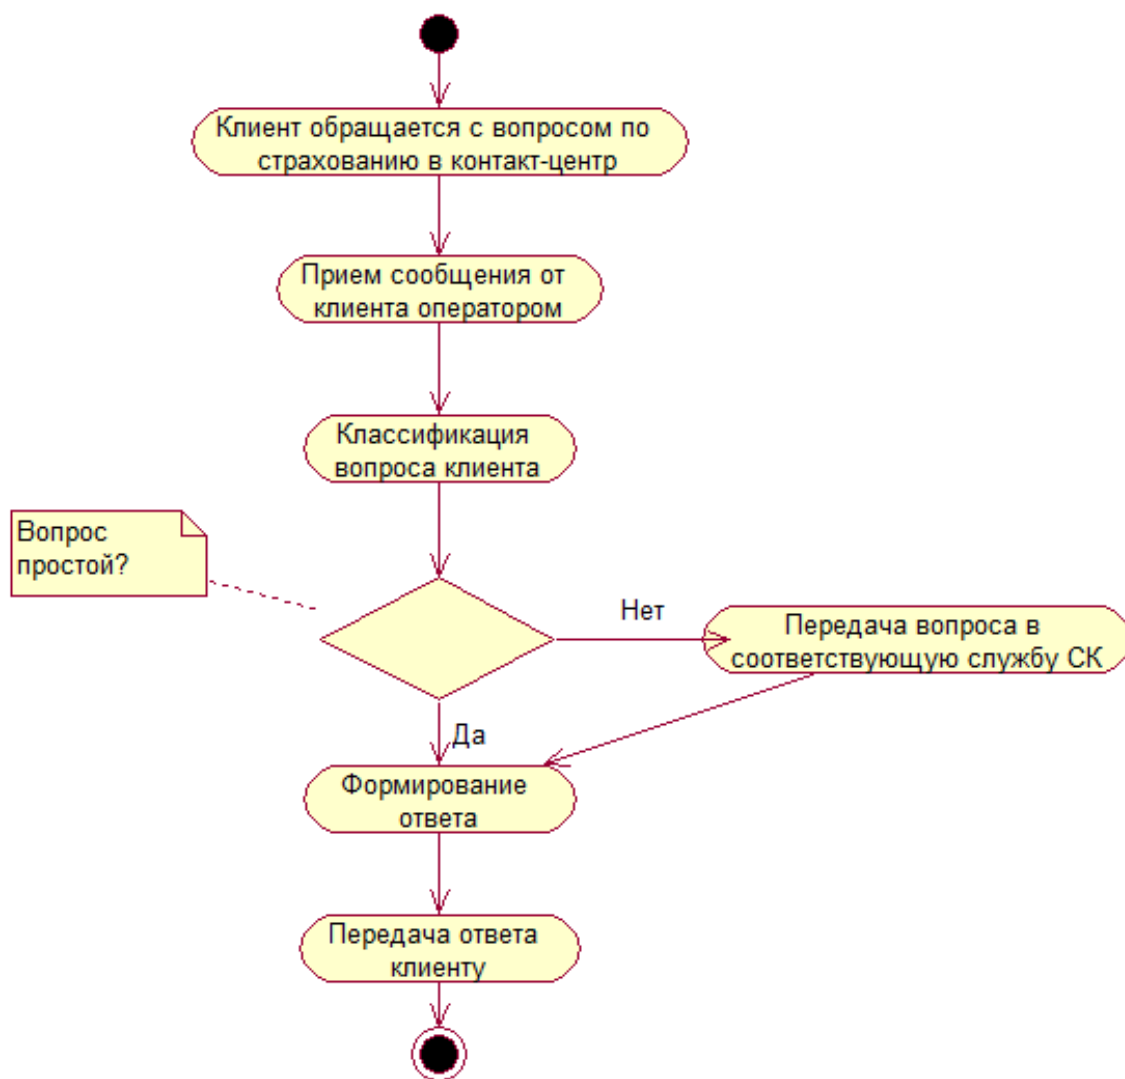 Клиент обращается с вопросом по
страхованию в контакт-центр
Прием сообщения от
клиента оператором
Классификация
вопроса клиента
Вопрос
простой?
Нет
Передача вопроса в
соответствующую службу СК
Да
Формирование
ответа
Передача ответа
клиенту